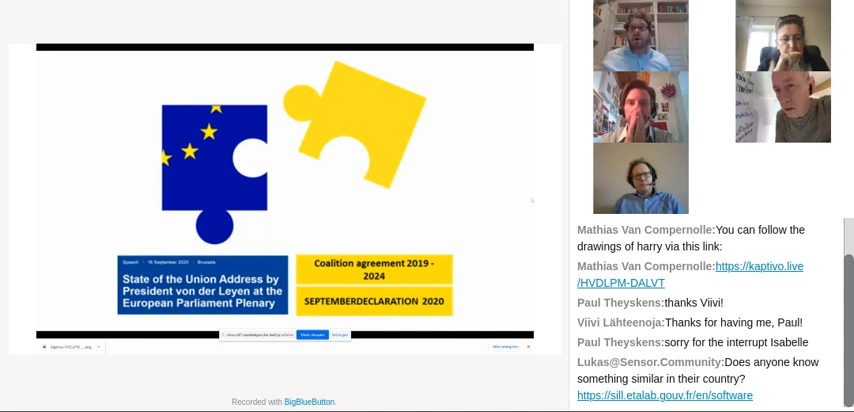 Speech | 16 September 2020 | Brussels
State of the Union Address by
President von der Leyen at the
European Parliament Plenary
Coalition agreement 2019 -
2024
SEPTEMBERDECLARATION 2020
Recorded with BigBlueButton.
Mathias Van Compernolle:You can follow the
drawings of harry via this link:
Mathias Van Compernolle:https://kaptivo.live
/HVDLPM-DALVT
Paul Theyskens:thanks Viivi!
Viivi Lähteenoja:Thanks for having me, Paul!
Paul Theyskens:sorry for the interrupt Isabelle
Lukas@Sensor.Community:Does anyone know
something similar in their country?
https://sill.etalab.gouv.fr/en/software